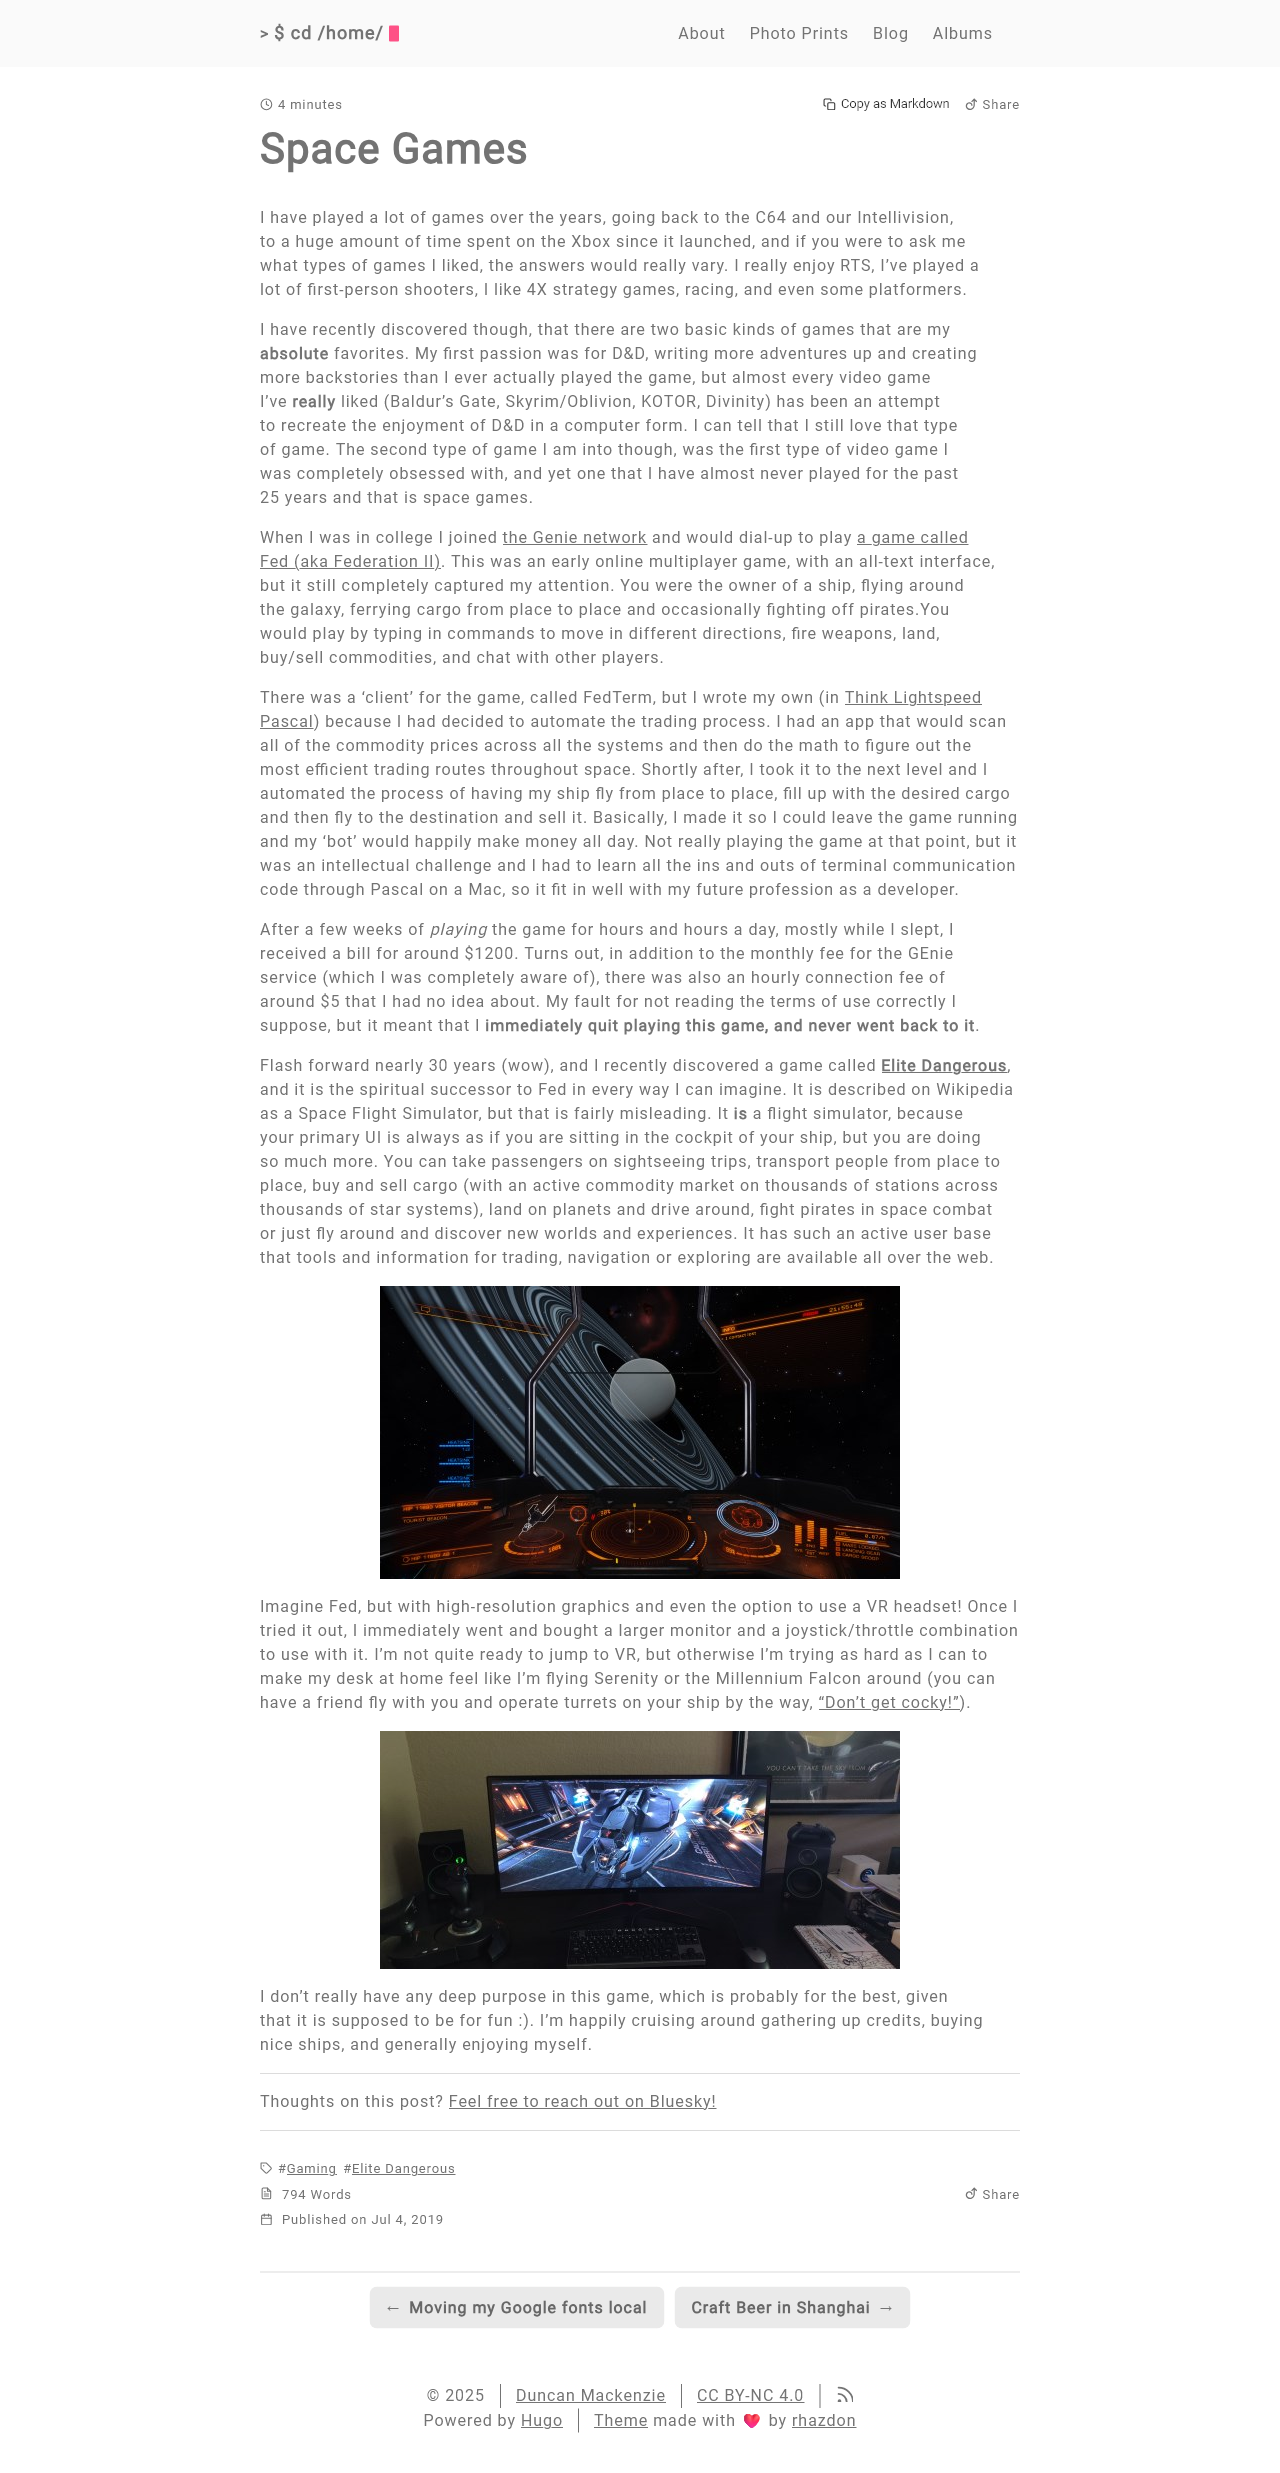 > $ cd /home/
About Photo Prints Blog Albums
4 minutes
Copy as Markdown Share
Space Games
I have played a lot of games over the years, going back to the C64 and our Intellivision,
to a huge amount of time spent on the Xbox since it launched, and if you were to ask me
what types of games I liked, the answers would really vary. I really enjoy RTS, I’ve played a
lot of first-person shooters, I like 4X strategy games, racing, and even some platformers.
I have recently discovered though, that there are two basic kinds of games that are my
absolute favorites. My first passion was for D&D, writing more adventures up and creating
more backstories than I ever actually played the game, but almost every video game
I’ve really liked (Baldur’s Gate, Skyrim/Oblivion, KOTOR, Divinity) has been an attempt
to recreate the enjoyment of D&D in a computer form. I can tell that I still love that type
of game. The second type of game I am into though, was the first type of video game I
was completely obsessed with, and yet one that I have almost never played for the past
25 years and that is space games.
When I was in college I joined the Genie network and would dial-up to play a game called
Fed (aka Federation II). This was an early online multiplayer game, with an all-text interface,
but it still completely captured my attention. You were the owner of a ship, flying around
the galaxy, ferrying cargo from place to place and occasionally fighting off pirates.You
would play by typing in commands to move in different directions, fire weapons, land,
buy/sell commodities, and chat with other players.
There was a ‘client’ for the game, called FedTerm, but I wrote my own (in Think Lightspeed
Pascal) because I had decided to automate the trading process. I had an app that would scan
all of the commodity prices across all the systems and then do the math to figure out the
most efficient trading routes throughout space. Shortly after, I took it to the next level and I
automated the process of having my ship fly from place to place, fill up with the desired cargo
and then fly to the destination and sell it. Basically, I made it so I could leave the game running
and my ‘bot’ would happily make money all day. Not really playing the game at that point, but it
was an intellectual challenge and I had to learn all the ins and outs of terminal communication
code through Pascal on a Mac, so it fit in well with my future profession as a developer.
After a few weeks of playing the game for hours and hours a day, mostly while I slept, I
received a bill for around $1200. Turns out, in addition to the monthly fee for the GEnie
service (which I was completely aware of), there was also an hourly connection fee of
around $5 that I had no idea about. My fault for not reading the terms of use correctly I
suppose, but it meant that I immediately quit playing this game, and never went back to it.
Flash forward nearly 30 years (wow), and I recently discovered a game called Elite Dangerous,
and it is the spiritual successor to Fed in every way I can imagine. It is described on Wikipedia
as a Space Flight Simulator, but that is fairly misleading. It is a flight simulator, because
your primary UI is always as if you are sitting in the cockpit of your ship, but you are doing
so much more. You can take passengers on sightseeing trips, transport people from place to
place, buy and sell cargo (with an active commodity market on thousands of stations across
thousands of star systems), land on planets and drive around, fight pirates in space combat
or just fly around and discover new worlds and experiences. It has such an active user base
that tools and information for trading, navigation or exploring are available all over the web.
HEATSINK
HEATSINK
HEATSINK
TOURIST BEACON
Imagine Fed, but with high-resolution graphics and even the option to use a VR headset! Once I
tried it out, I immediately went and bought a larger monitor and a joystick/throttle combination
to use with it. I’m not quite ready to jump to VR, but otherwise I’m trying as hard as I can to
make my desk at home feel like I’m flying Serenity or the Millennium Falcon around (you can
have a friend fly with you and operate turrets on your ship by the way, “Don’t get cocky!”).
YOU CAN'T TAKE THE SKY FROM ME
I don’t really have any deep purpose in this game, which is probably for the best, given
that it is supposed to be for fun :). I’m happily cruising around gathering up credits, buying
nice ships, and generally enjoying myself.
Thoughts on this post? Feel free to reach out on Bluesky!
#Gaming #Elite Dangerous
794 Words
Share
Published on Jul 4, 2019
← Moving my Google fonts local
Craft Beer in Shanghai →
© 2025 Duncan Mackenzie CC BY-NC 4.0
Powered by Hugo Theme made with ❤️ by rhazdon